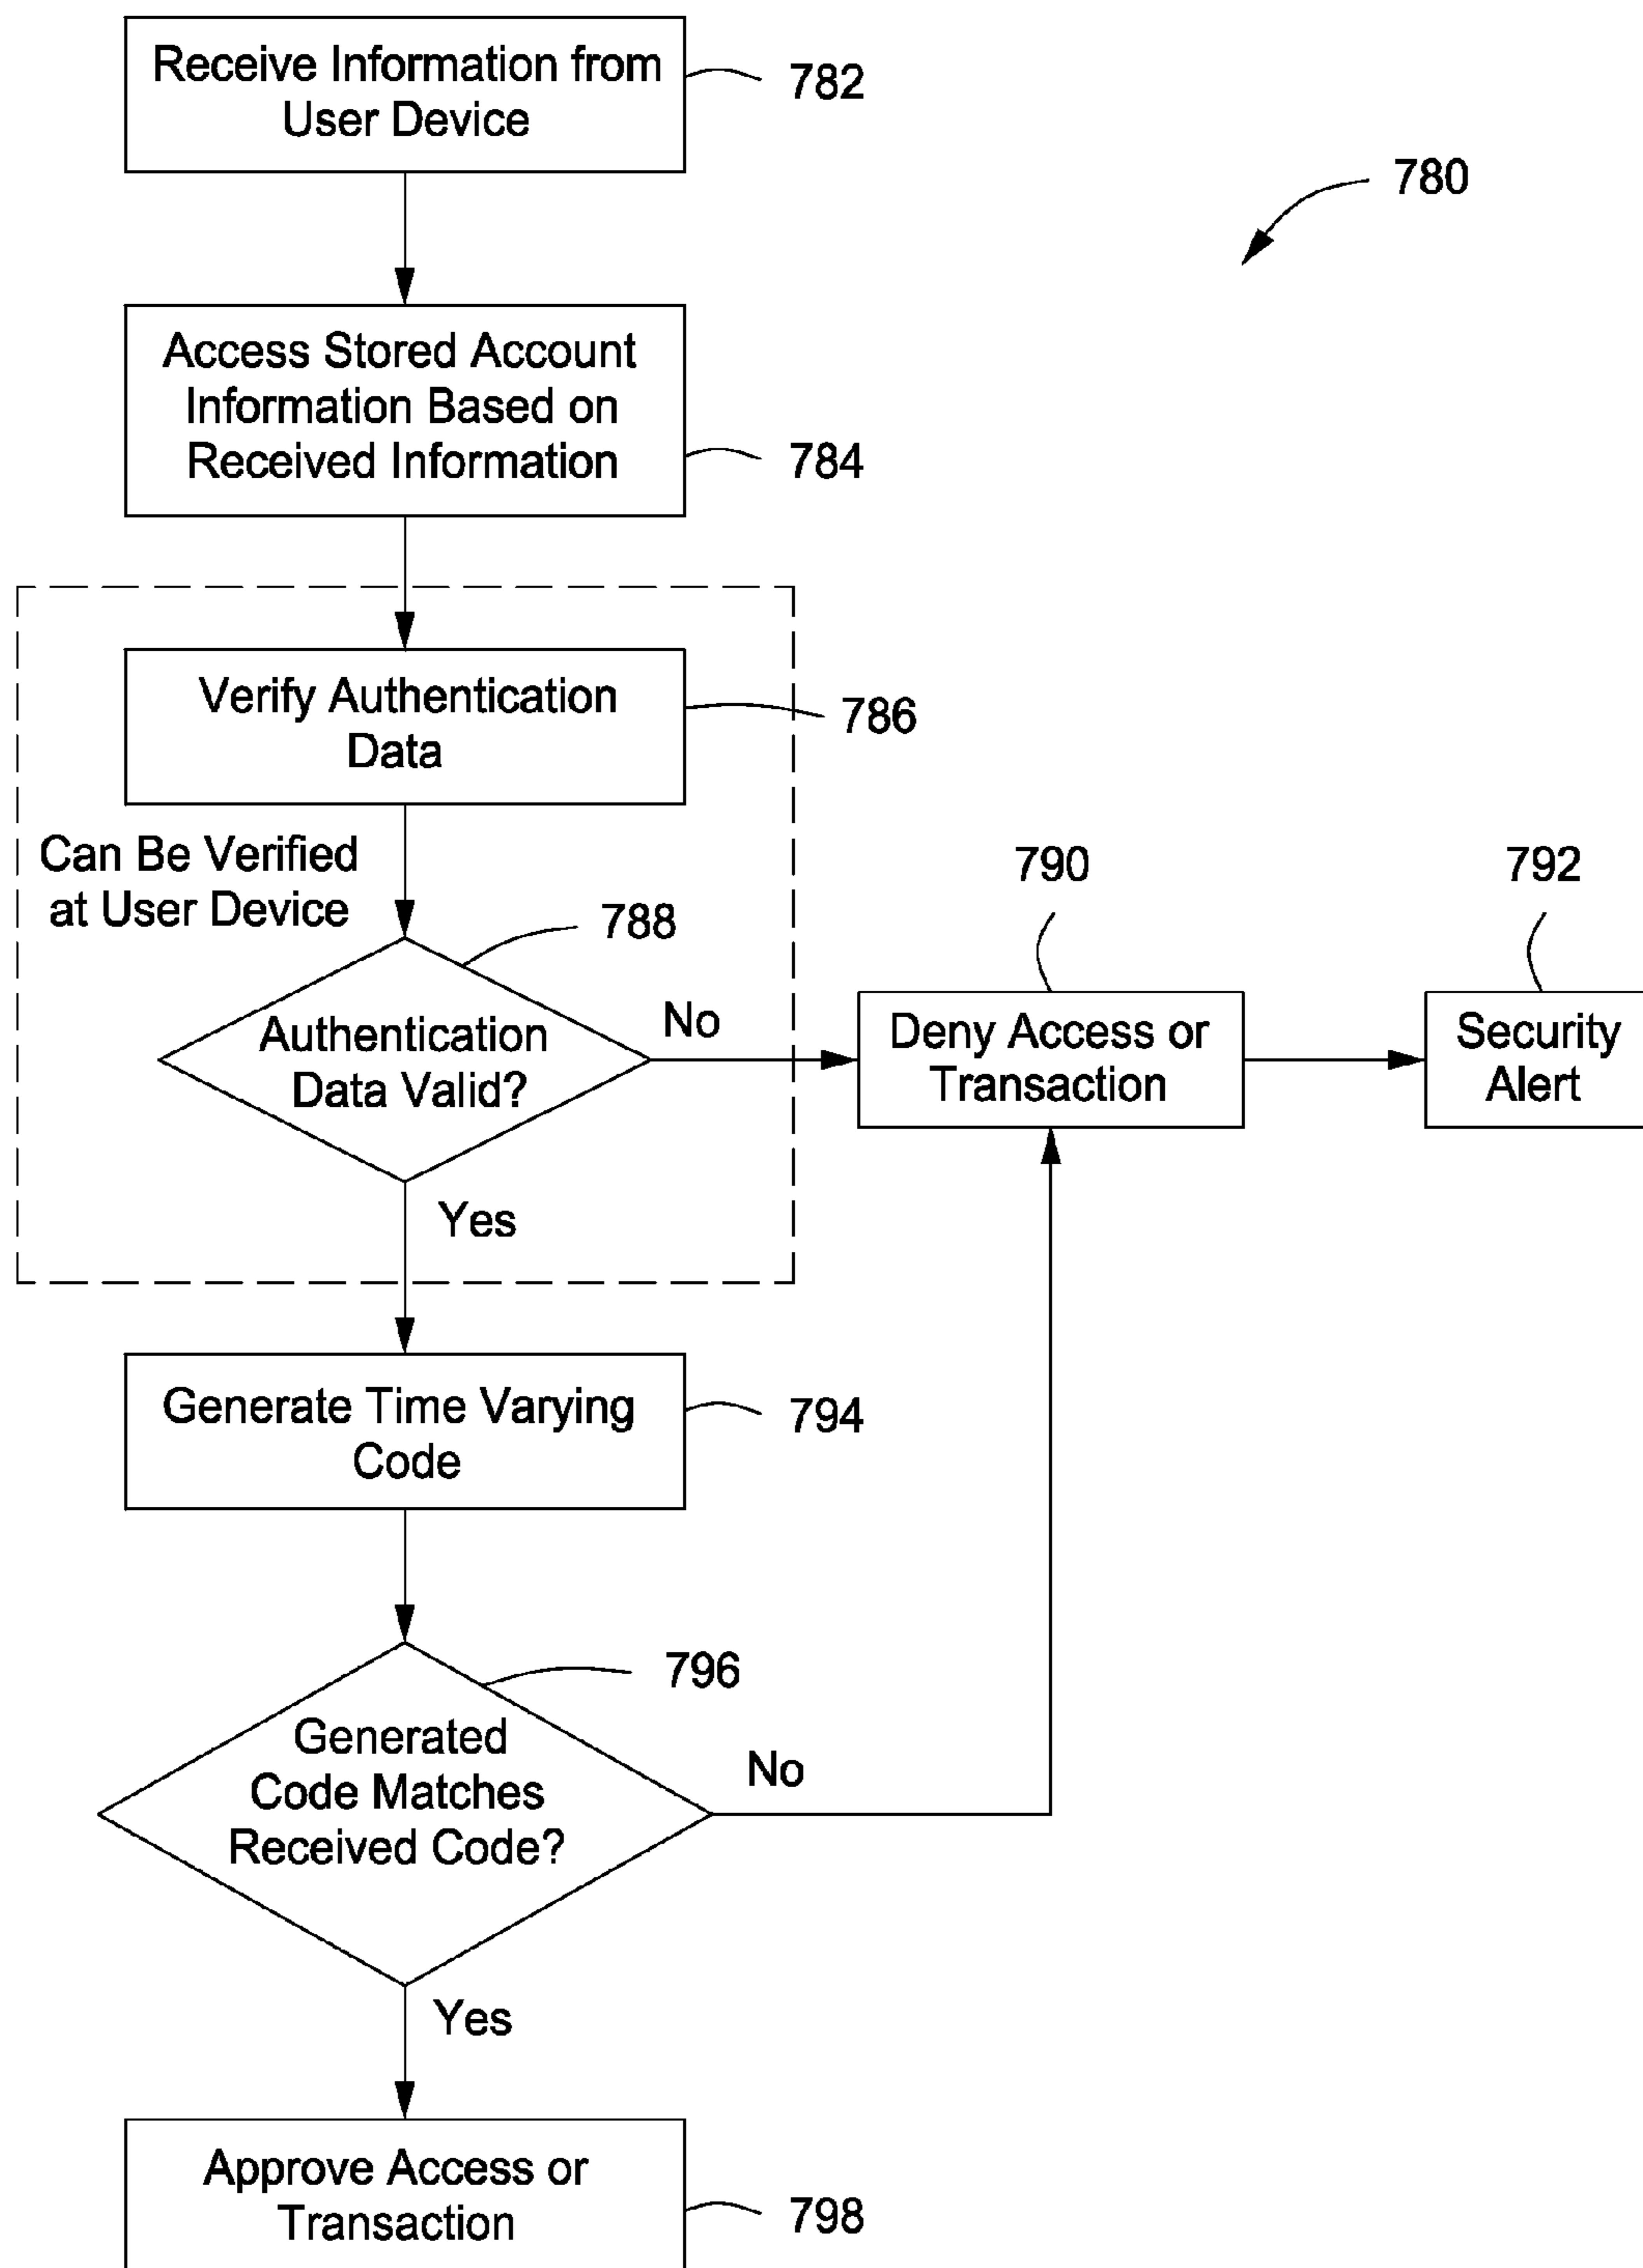 Receive Information from
User Device
782
780
Access Stored Account
Information Based on
Received Information
784
Verify Authentication
Data
786
Can Be Verified
at User Device
788
Authentication
Data Valid?
No
Yes
790
Deny Access or
Transaction
792
Security
Alert
Generate Time Varying
Code
794
796
Generated
Code Matches
Received Code?
No
Yes
Approve Access or
Transaction
798